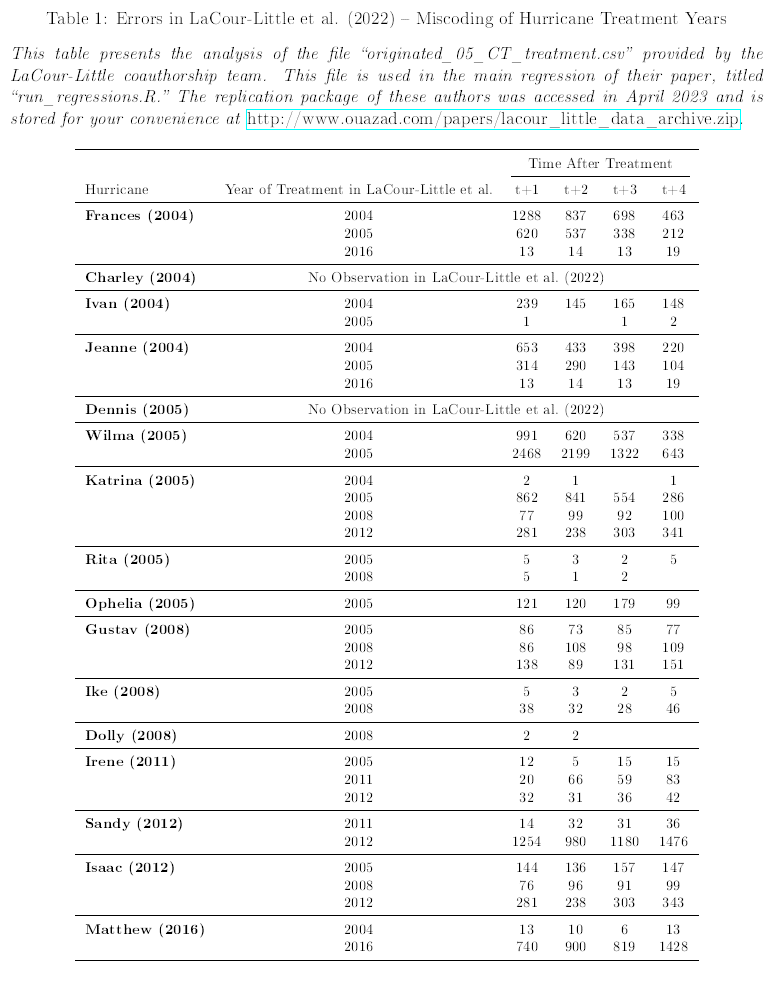 Table 1: Errors in LaCour-Little et al. (2022) – Miscoding of Hurricane Treatment Years
This table presents the analysis of the file “originated_05_CT_treatment.csv” provided by the
LaCour-Little coauthorship team. This file is used in the main regression of their paper, titled
“run_regressions.R.” The replication package of these authors was accessed in April 2023 and is
stored for your convenience at http://www.ouazad.com/papers/lacour_little_data_archive.zip.
Time After Treatment
Hurricane Year of Treatment in LaCour-Little et al. t+1 t+2 t+3 t+4
Frances (2004) 2004 1288 837 698 463
2005 620 537 338 212
2016 13 14 13 19
Charley (2004) No Observation in LaCour-Little et al. (2022)
Ivan (2004) 2004 239 145 165 148
2005 1 1 2
Jeanne (2004) 2004 653 433 398 220
2005 314 290 143 104
2016 13 14 13 19
Dennis (2005) No Observation in LaCour-Little et al. (2022)
Wilma (2005) 2004 991 620 537 338
2005 2468 2199 1322 643
Katrina (2005) 2004 2 1 1
2005 862 841 554 286
2008 77 99 92 100
2012 281 238 303 341
Rita (2005) 2005 5 3 2 5
2008 5 1 2
Ophelia (2005) 2005 121 120 179 99
Gustav (2008) 2005 86 73 85 77
2008 86 108 98 109
2012 138 89 131 151
Ike (2008) 2005 5 3 2 5
2008 38 32 28 46
Dolly (2008) 2008 2 2
Irene (2011) 2005 12 5 15 15
2011 20 66 59 83
2012 32 31 36 42
Sandy (2012) 2011 14 32 31 36
2012 1254 980 1180 1476
Isaac (2012) 2005 144 136 157 147
2008 76 96 91 99
2012 281 238 303 343
Matthew (2016) 2004 13 10 6 13
2016 740 900 819 1428